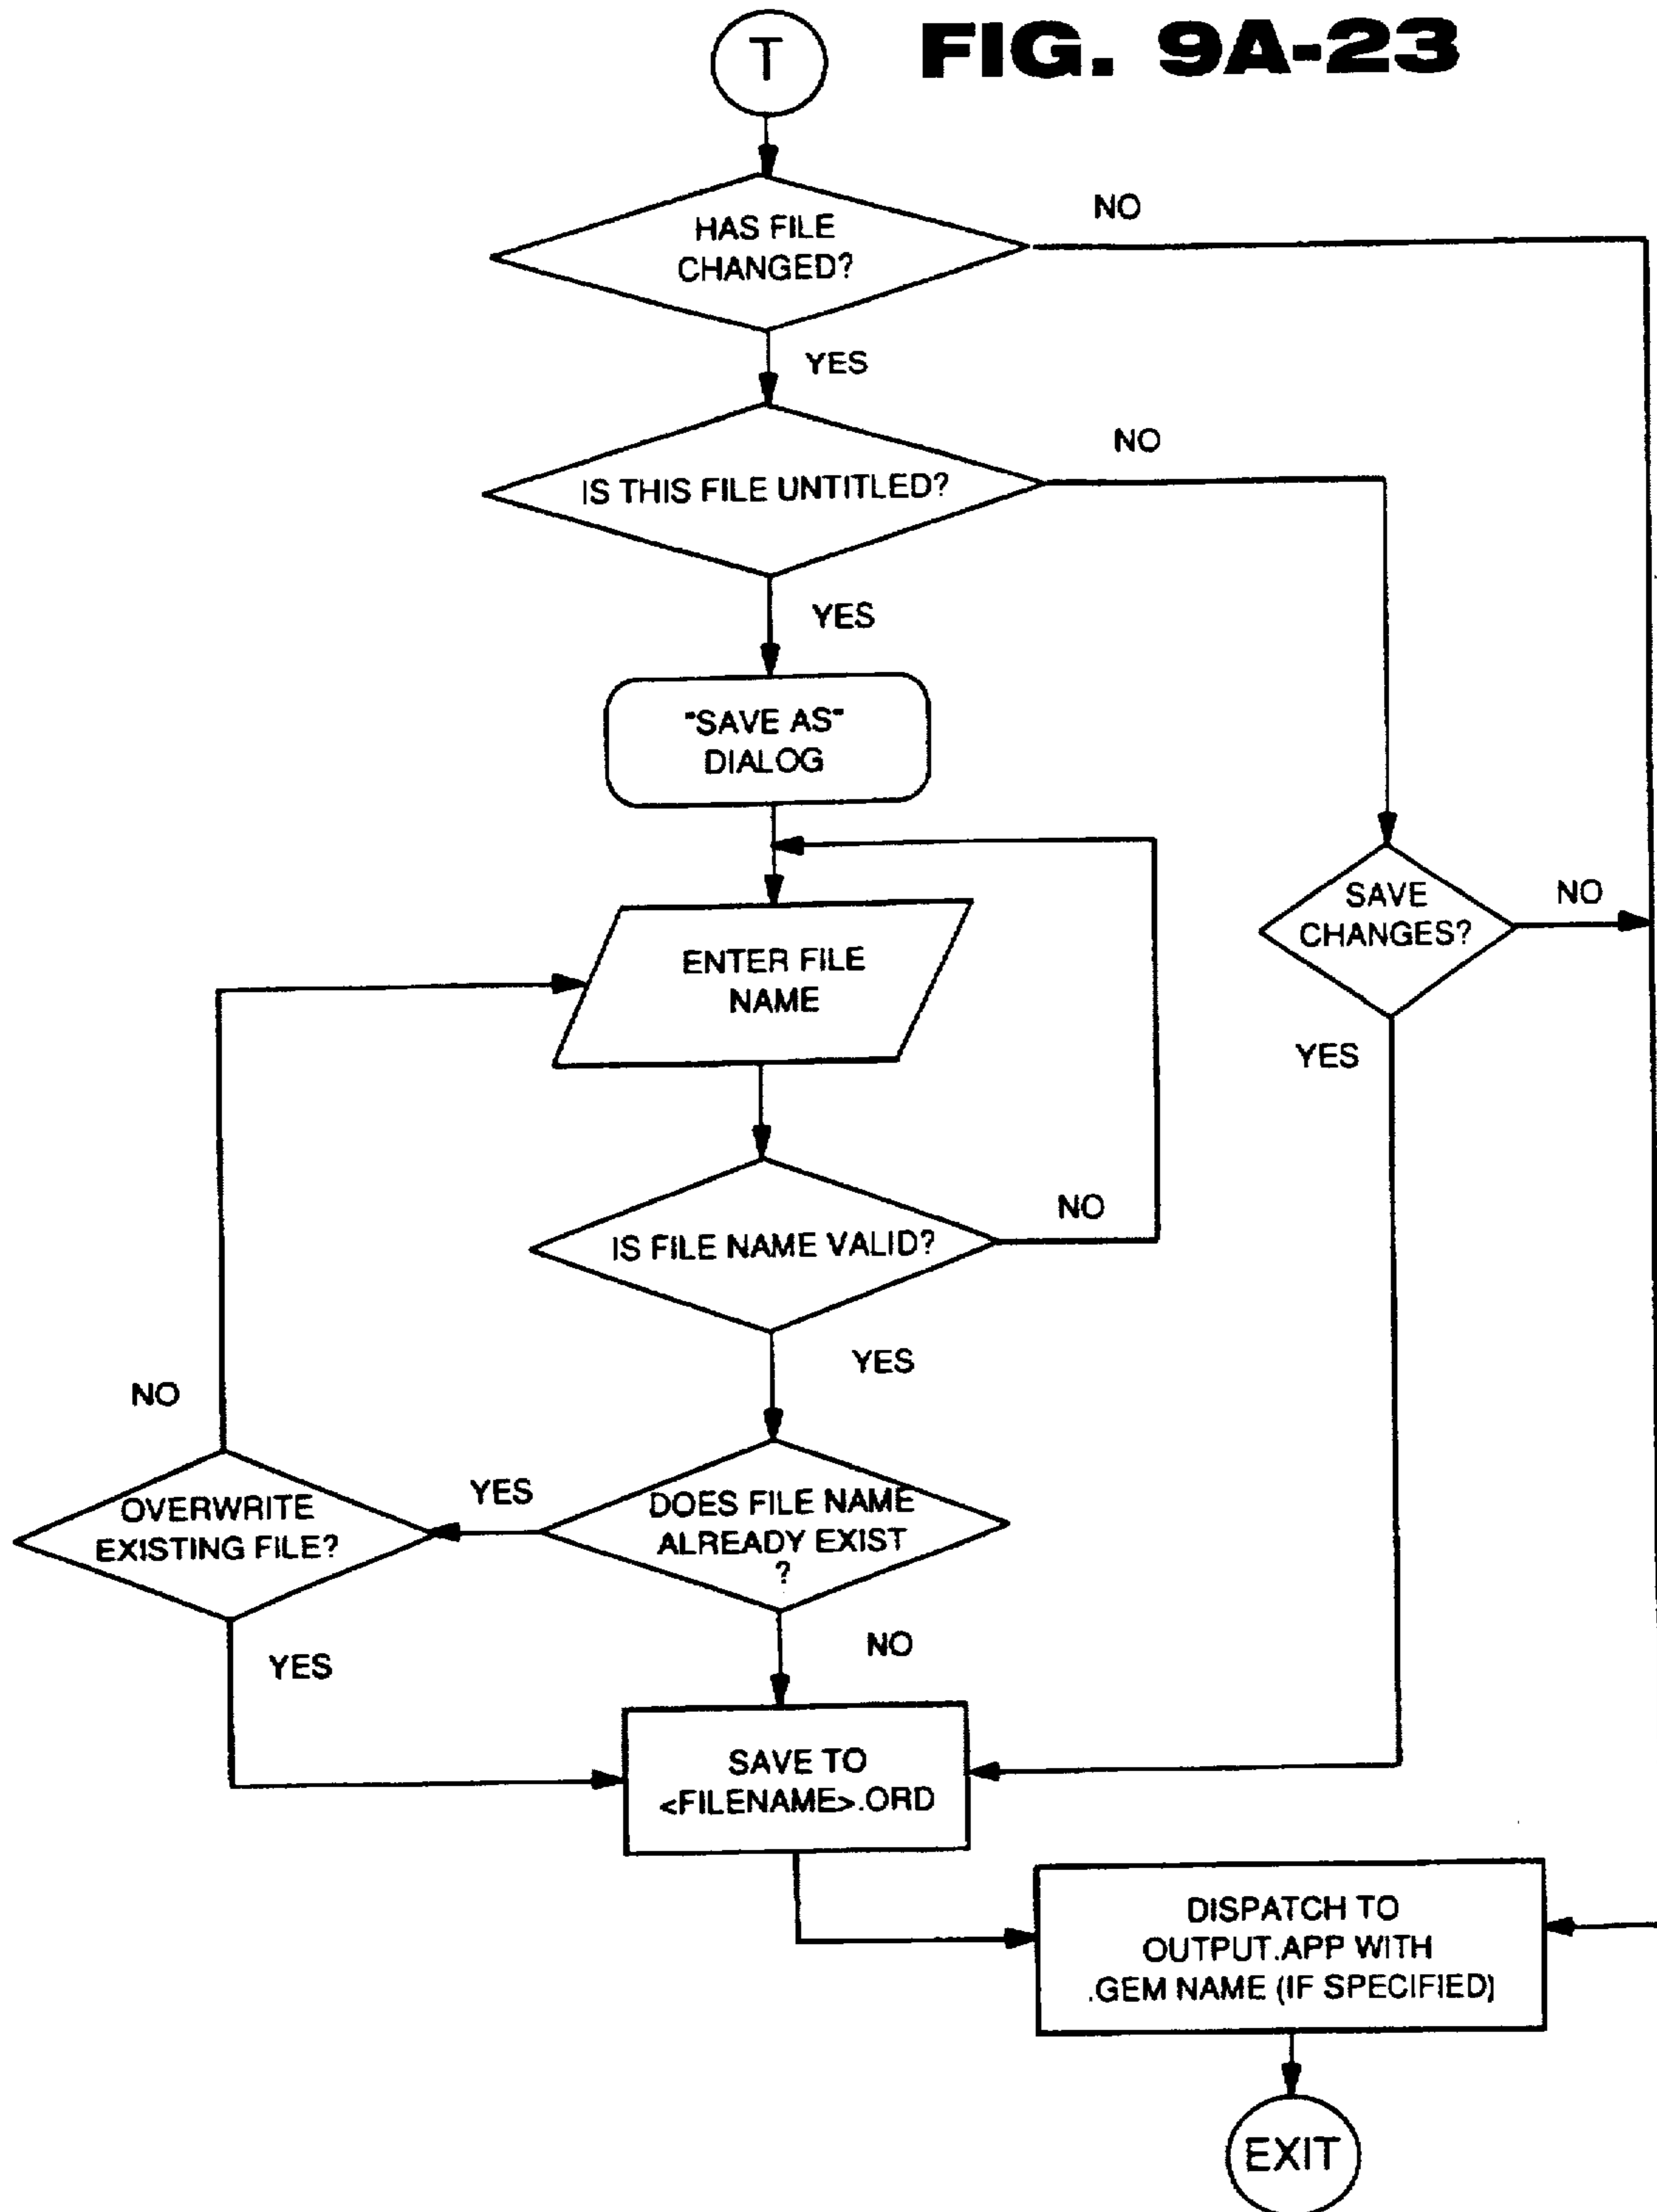 T
FIG. 9A-23
HAS FILE
CHANGED?
NO
YES
IS THIS FILE UNTITLED?
NO
YES
"SAVE AS"
DIALOG
ENTER FILE
NAME
SAVE
CHANGES?
NO
YES
IS FILE NAME VALID?
NO
YES
NO
OVERWRITE
EXISTING FILE?
YES
DOES FILE NAME
ALREADY EXIST
?
NO
YES
SAVE TO
<FILENAME>.ORD
DISPATCH TO
OUTPUT.APP WITH
.GEM NAME (IF SPECIFIED)
EXIT